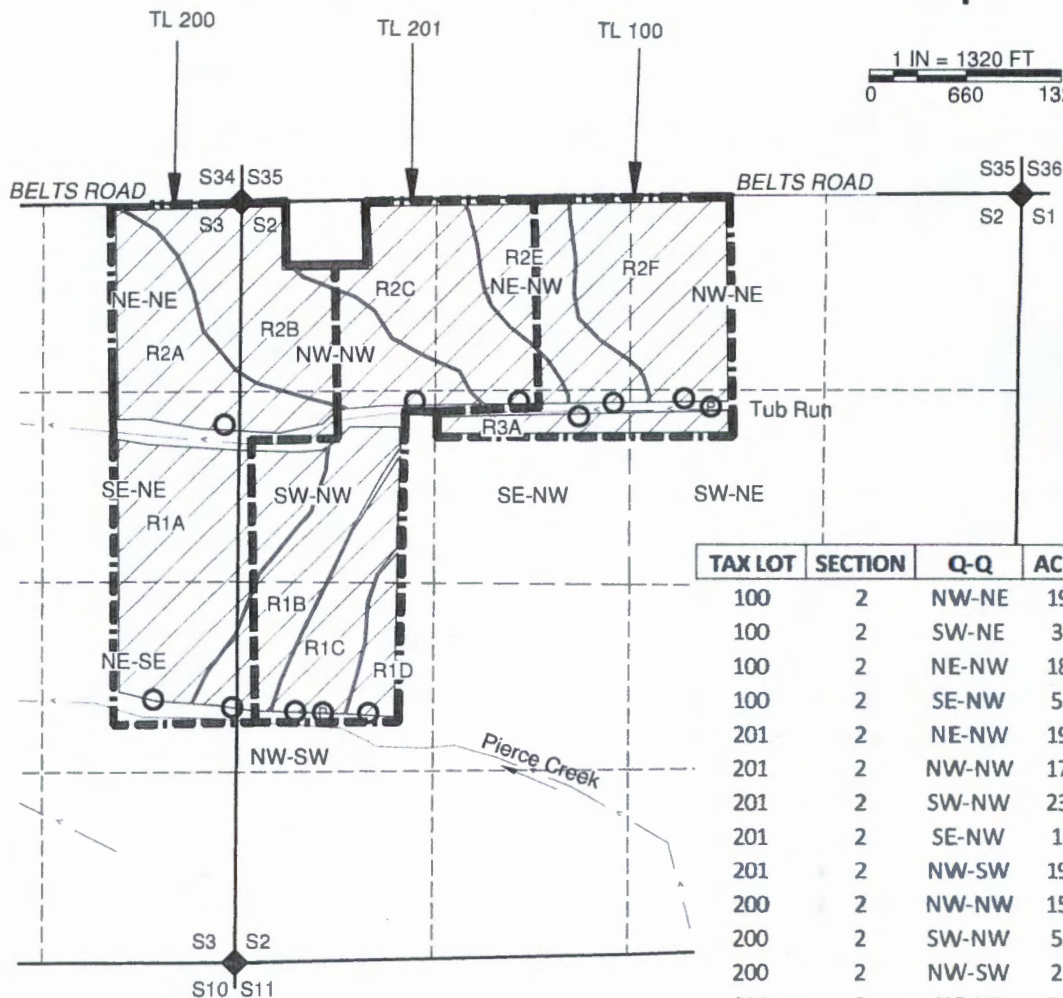 TL 200
TL 201
TL 100
1 IN = 1320 FT
0 660
BELTS ROAD
S34 S35
S3 S2
BELTS ROAD
S35 S36
S2 S1
NE-NE
R2A
R2B
NW-NW
R2C
R2E
NE-NW
R2F
NW-NE
Tub Run
R3A
SE-NE
R1A
SW-NW
SE-NW
SW-NE
R1B
R1C
R1D
NE-SE
NW-SW
Pierce Creek
S3 S2
S10 S11
TAX LOT SECTION Q-Q
100 2 NW-NE
100 2 SW-NE
100 2 NE-NW
100 2 SE-NW
201 2 NE-NW
201 2 NW-NW
201 2 SW-NW
201 2 SE-NW
201 2 NW-SW
200 2 NW-NW
200 2 SW-NW
200 2 NW-SW